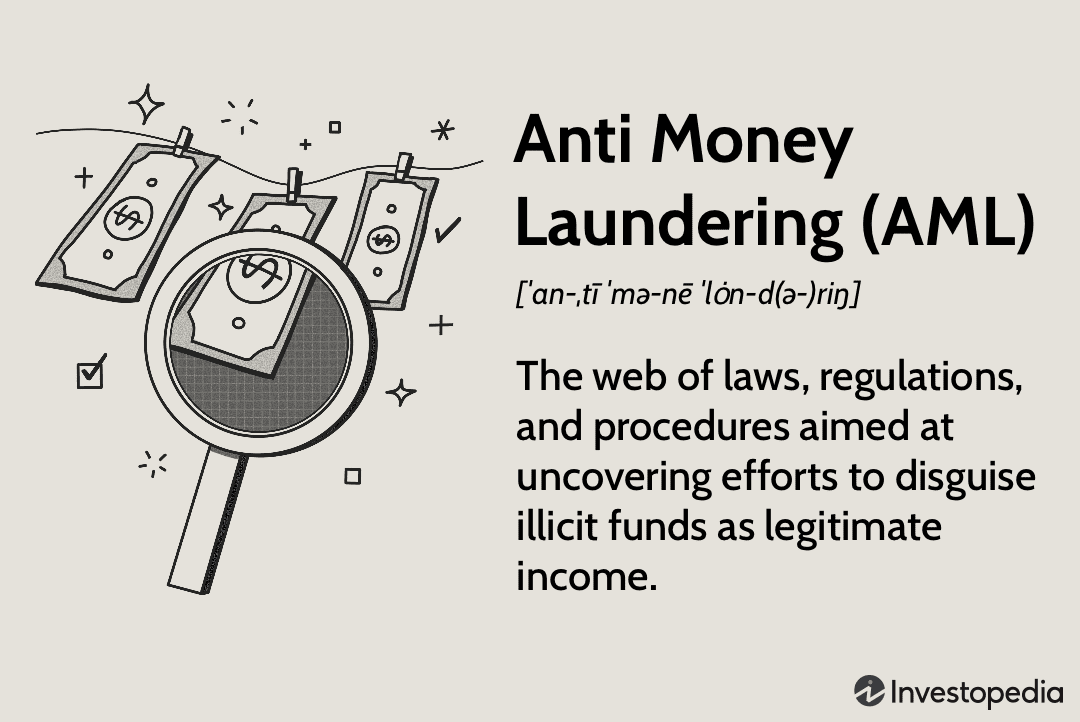 Anti Money
Laundering (AML)
[ˈan-ˌtī ˈmə-nē ˈlȯn-d(ə-)riŋ]
The web of laws, regulations,
and procedures aimed at
uncovering efforts to disguise
illicit funds as legitimate
income.
Investopedia